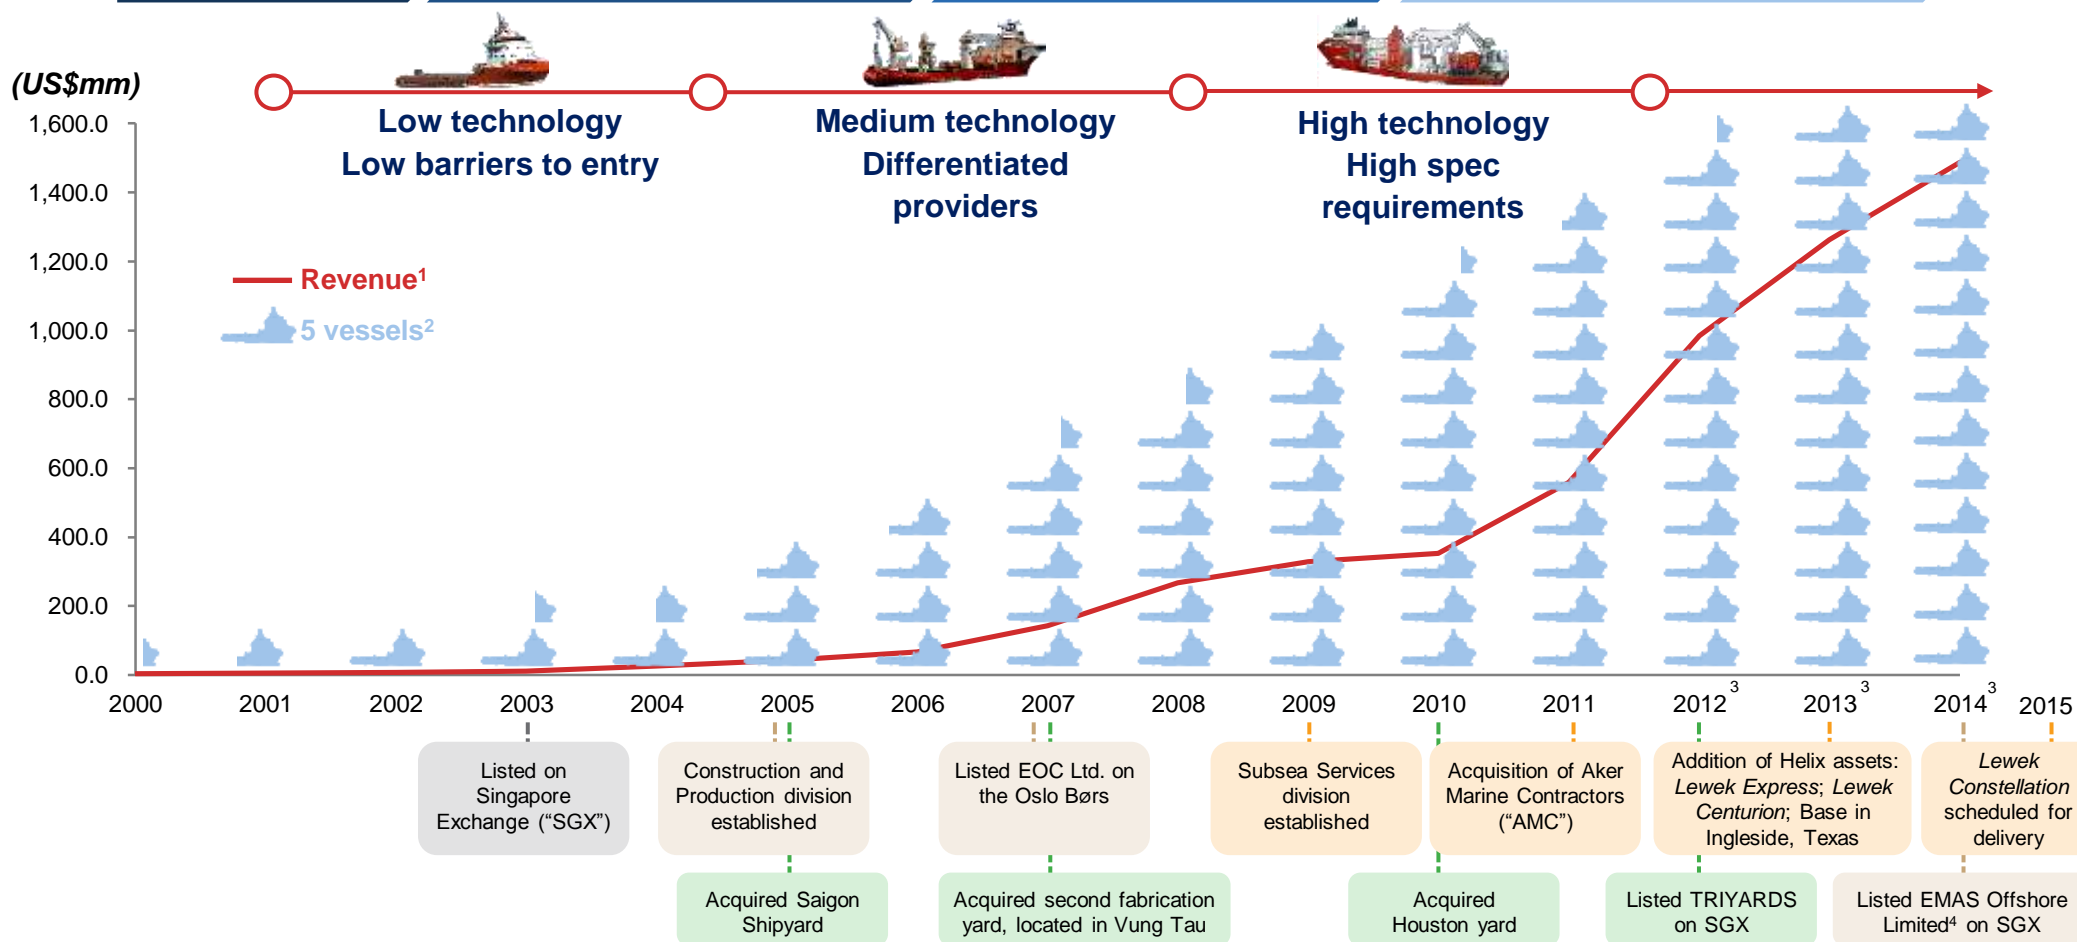 (US$mm)
Low technology
Low barriers to entry
Medium technology
Differentiated
providers
High technology
High spec
requirements
1,600.0
1,400.0
1,200.0
1,000.0
800.0
600.0
400.0
200.0
0.0
Revenue¹
5 vessels²
2000 2001 2002 2003 2004 2005 2006 2007 2008 2009 2010 2011 2012³ 2013³ 2014³ 2015
Listed on
Singapore
Exchange (“SGX”)
Construction and
Production division
established
Listed EOC Ltd. on
the Oslo Børs
Subsea Services
division
established
Acquisition of Aker
Marine Contractors
(“AMC”)
Addition of Helix assets:
Lewek Express; Lewek
Centurion; Base in
Ingleside, Texas
Lewek
Constellation
scheduled for
delivery
Acquired Saigon
Shipyard
Acquired second fabrication
yard, located in Vung Tau
Acquired
Houston yard
Listed TRIYARDS
on SGX
Listed EMAS Offshore
Limited⁴ on SGX